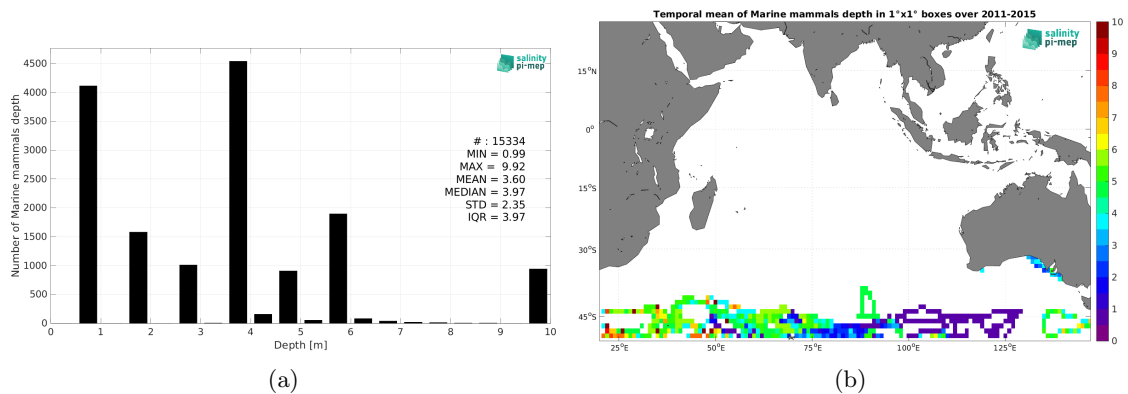 salinity
pi-mep
4500
4000
3500
3000
2500
2000
1500
1000
500
0
Number of Marine mammals depth
# : 15334
MIN = 0.99
MAX = 9.92
MEAN = 3.60
MEDIAN = 3.97
STD = 2.35
IQR = 3.97
0 1 2 3 4 5 6 7 8 9 10
Depth [m]
(a)
Temporal mean of Marine mammals depth in 1°x1° boxes over 2011-2015
salinity
pi-mep
15°N
0°
15°S
30°S
45°S
25°E 50°E 75°E 100°E 125°E
10
9
8
7
6
5
4
3
2
1
0
(b)